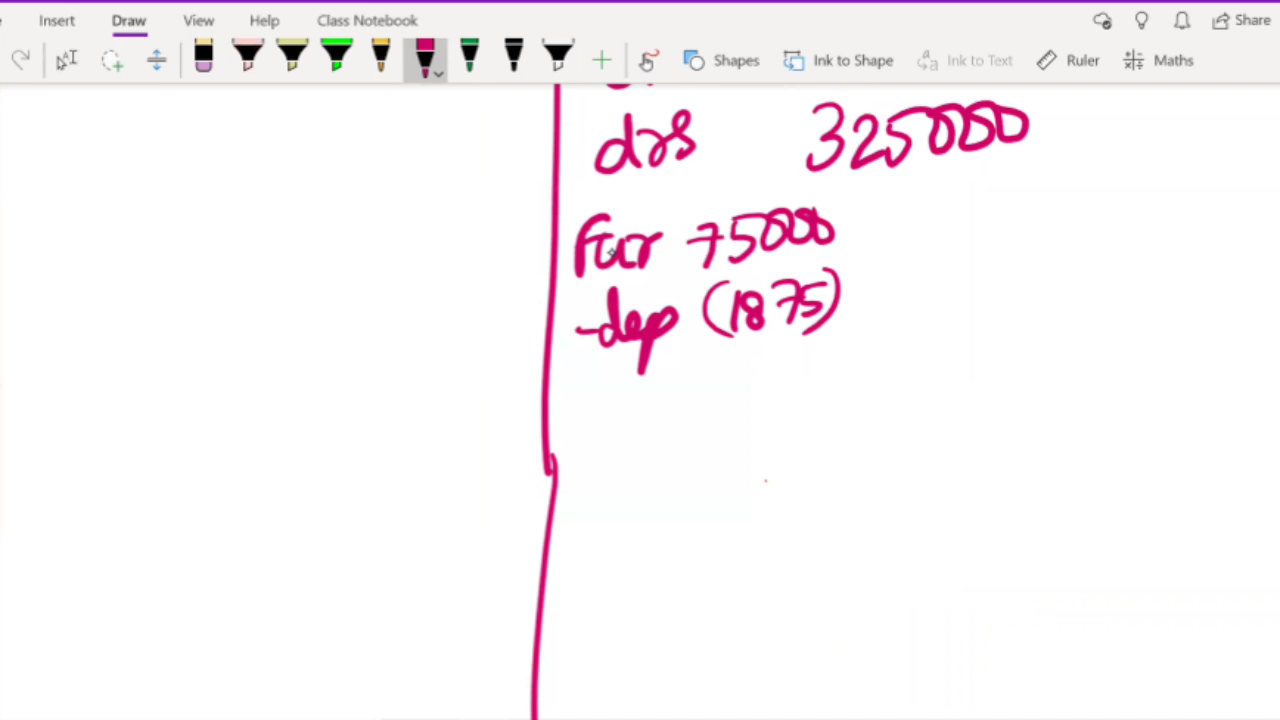 Insert Draw View Help Class Notebook Share
Shapes Ink to Shape Ink to Text Ruler Maths
drs 325000
Fur 75000
-dep (1875)